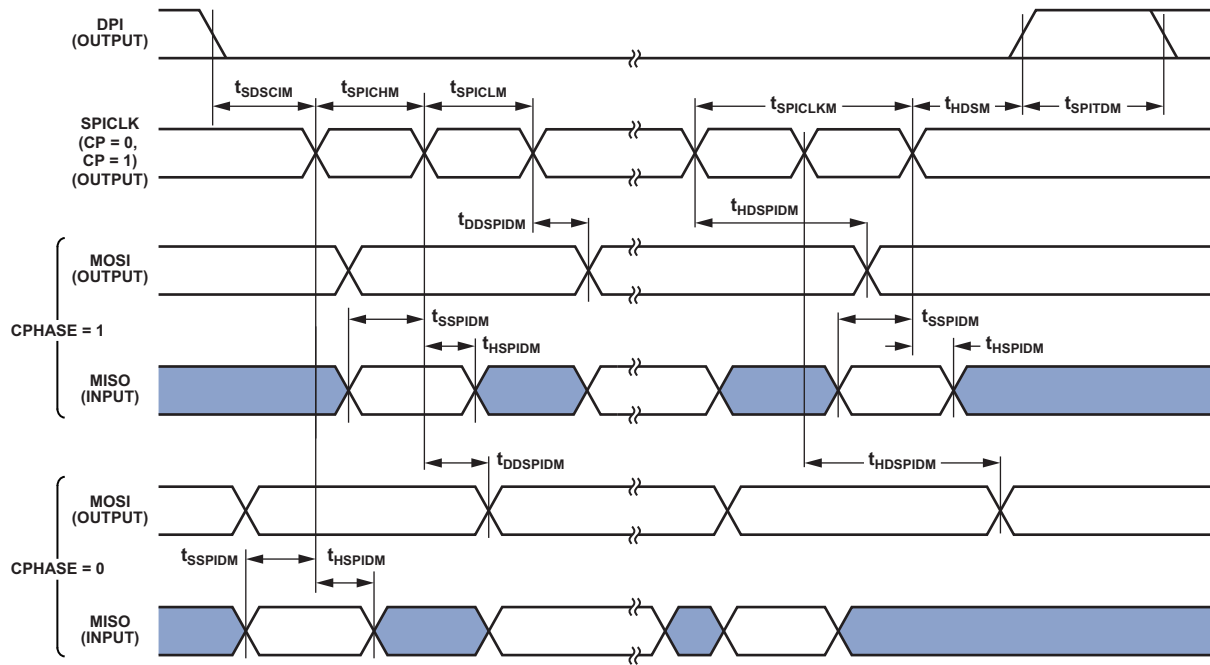 DPI
(OUTPUT)
tSDSCIM
tSPICHM
tSPICLM
tSPICLKM
tHDSM
tSPITDM
SPICLK
(CP = 0,
CP = 1)
(OUTPUT)
tDDSPIDM
tHDSPIDM
MOSI
(OUTPUT)
CPHASE = 1
tSSPIDM
tSSPIDM
tHSPIDM
tHSPIDM
MISO
(INPUT)
tDDSPIDM
tHDSPIDM
MOSI
(OUTPUT)
tSSPIDM
tHSPIDM
CPHASE = 0
MISO
(INPUT)